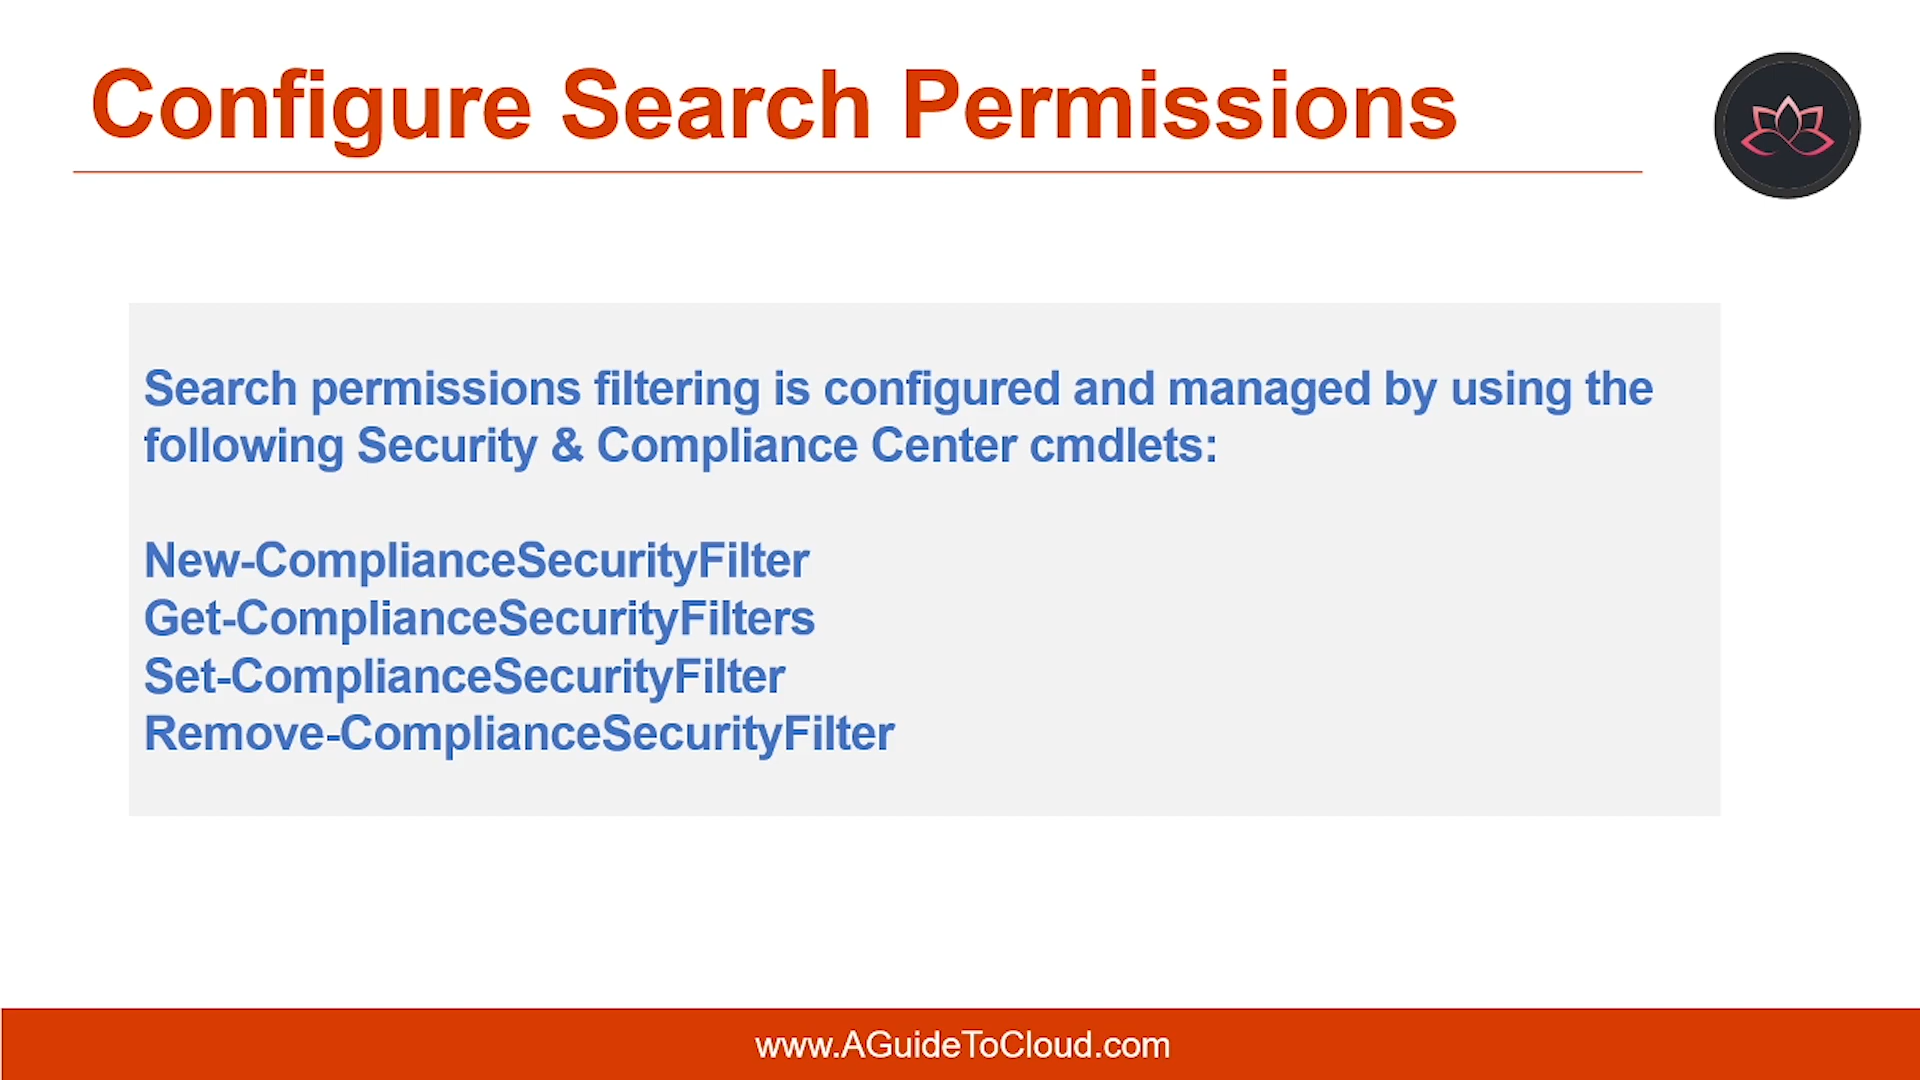 Configure Search Permissions
Search permissions filtering is configured and managed by using the
following Security & Compliance Center cmdlets:
New-ComplianceSecurityFilter
Get-ComplianceSecurityFilters
Set-ComplianceSecurityFilter
Remove-ComplianceSecurityFilter
www.AGuideToCloud.com